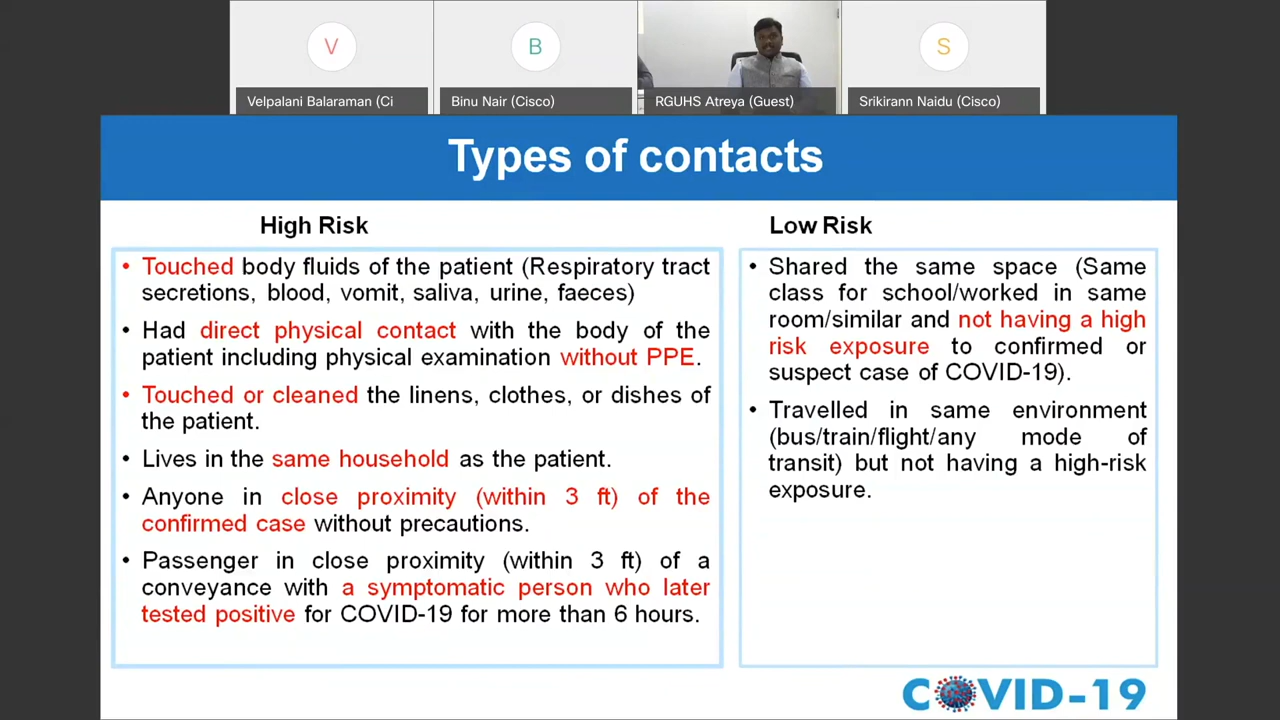 V
B
S
Velpalani Balaraman (Ci
Binu Nair (Cisco)
RGUHS Atreya (Guest)
Srikirann Naidu (Cisco)
Types of contacts
High Risk
• Touched body fluids of the patient (Respiratory tract
secretions, blood, vomit, saliva, urine, faeces)
• Had direct physical contact with the body of the
patient including physical examination without PPE.
• Touched or cleaned the linens, clothes, or dishes of
the patient.
• Lives in the same household as the patient.
• Anyone in close proximity (within 3 ft) of the
confirmed case without precautions.
• Passenger in close proximity (within 3 ft) of a
conveyance with a symptomatic person who later
tested positive for COVID-19 for more than 6 hours.
Low Risk
• Shared the same space (Same
class for school/worked in same
room/similar and not having a high
risk exposure to confirmed or
suspect case of COVID-19).
• Travelled in same environment
(bus/train/flight/any mode of
transit) but not having a high-risk
exposure.
COVID-19